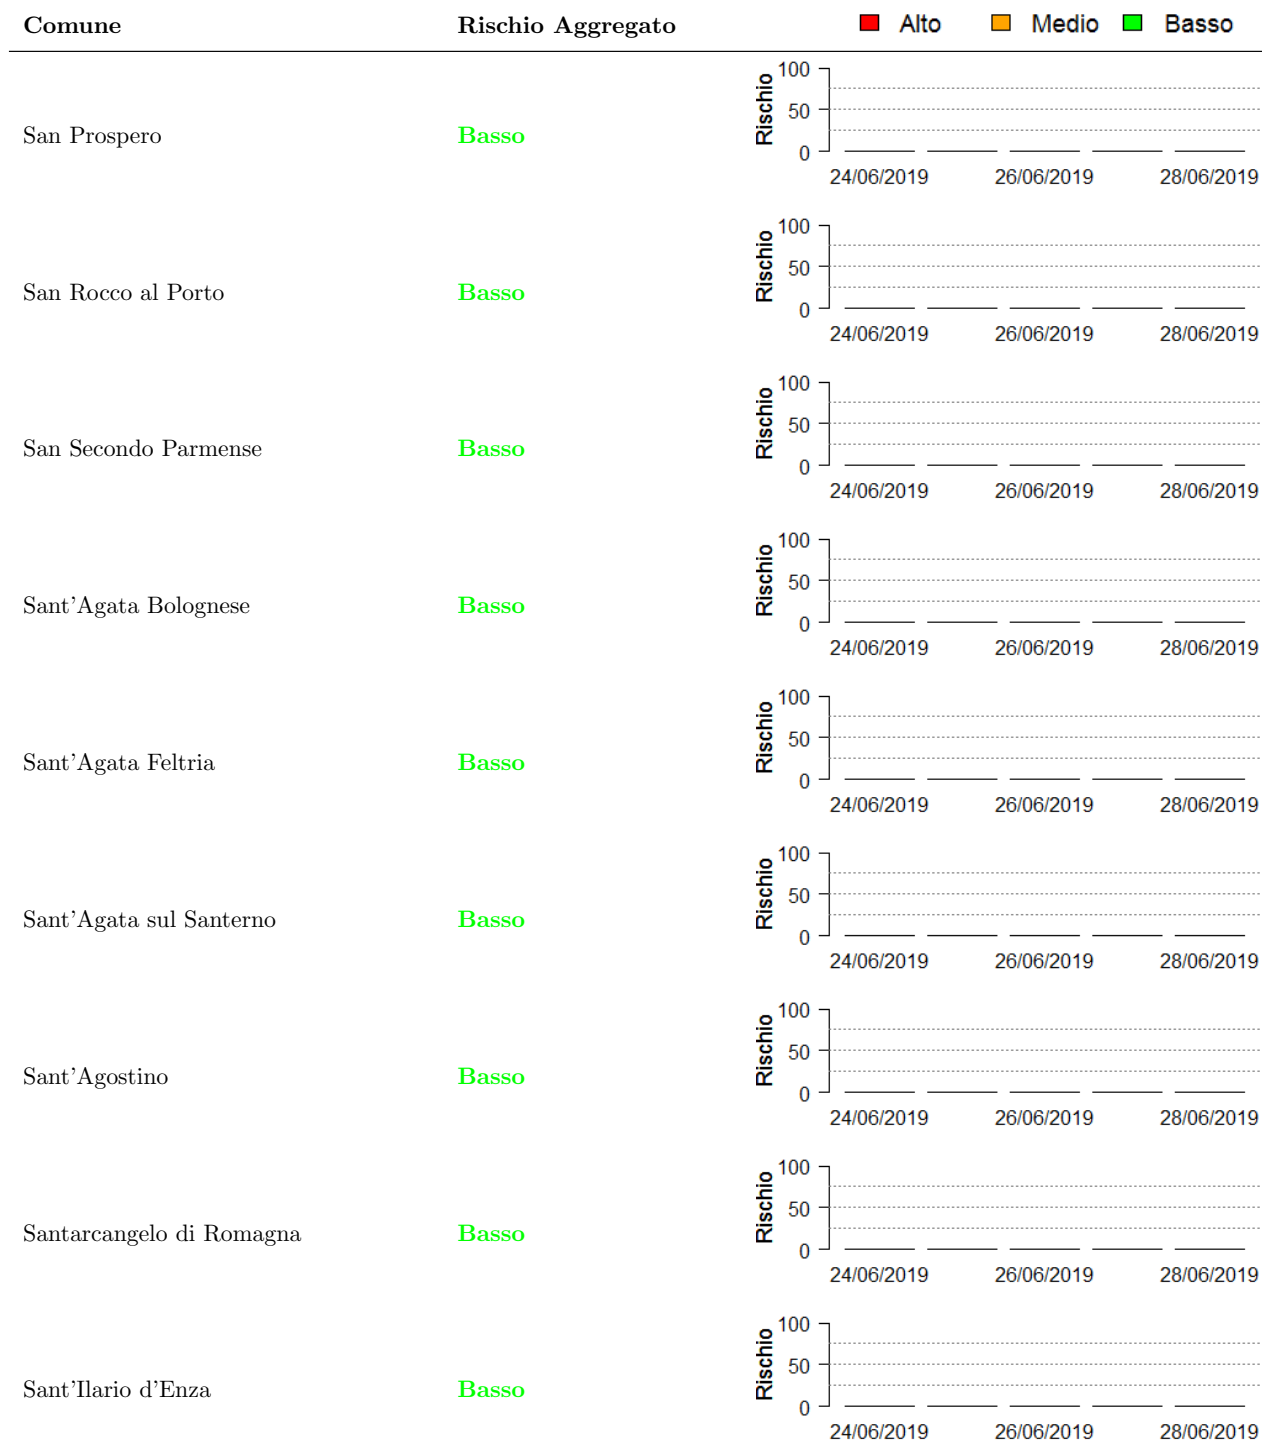 Comune Rischio Aggregato Alto Medio Basso
100
50
0
Rischio
San Prospero Basso
24/06/2019 26/06/2019 28/06/2019
100
50
0
Rischio
San Rocco al Porto Basso
24/06/2019 26/06/2019 28/06/2019
100
50
0
Rischio
San Secondo Parmense Basso
24/06/2019 26/06/2019 28/06/2019
100
50
0
Rischio
Sant'Agata Bolognese Basso
24/06/2019 26/06/2019 28/06/2019
100
50
0
Rischio
Sant'Agata Feltria Basso
24/06/2019 26/06/2019 28/06/2019
100
50
0
Rischio
Sant'Agata sul Santerno Basso
24/06/2019 26/06/2019 28/06/2019
100
50
0
Rischio
Sant'Agostino Basso
24/06/2019 26/06/2019 28/06/2019
100
50
0
Rischio
Santarcangelo di Romagna Basso
24/06/2019 26/06/2019 28/06/2019
100
50
0
Rischio
Sant'Ilario d'Enza Basso
24/06/2019 26/06/2019 28/06/2019